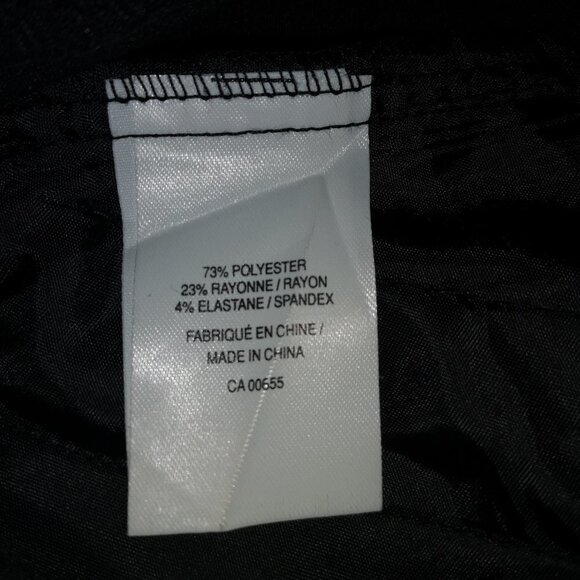 73% POLYESTER
23% RAYONNE / RAYON
4% ELASTANE / SPANDEX
FABRIQUÉ EN CHINE /
MADE IN CHINA
CA 00655